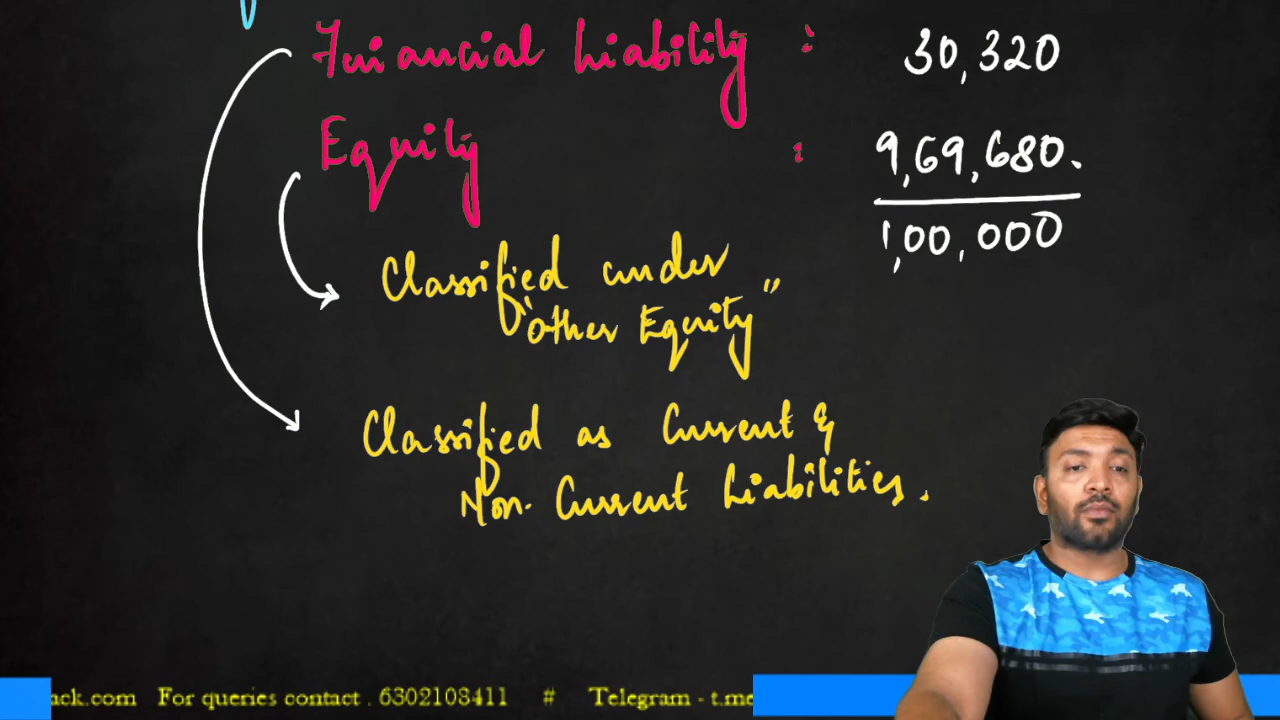 Financial Liability : 30,320
Equity : 9,69,680.
1,00,000
Classified under
"other Equity"
Classified as Current &
Non-Current Liabilities.
ack.com For queries contact . 6302108411 # Telegram - t.me